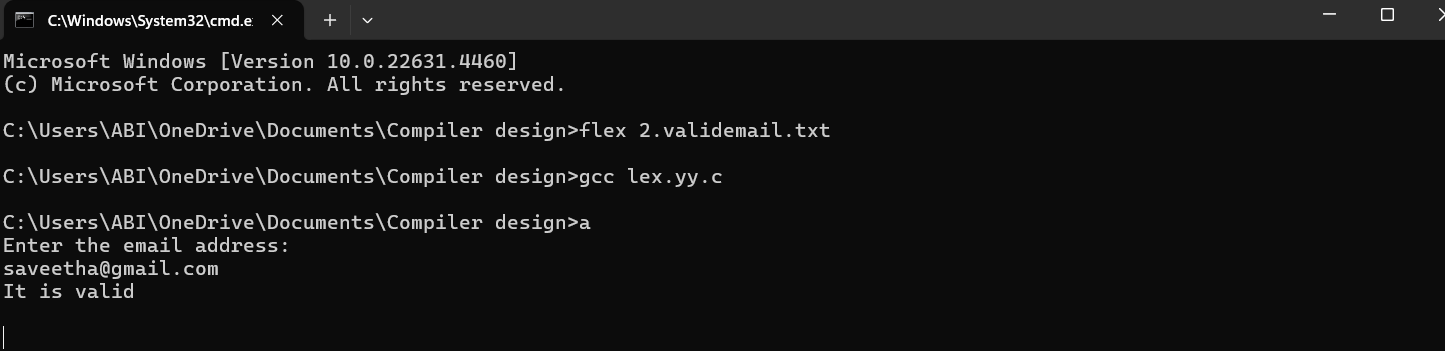 C:\Windows\System32\cmd.e
Microsoft Windows [Version 10.0.22631.4460]
(c) Microsoft Corporation. All rights reserved.
C:\Users\ABI\OneDrive\Documents\Compiler design>flex 2.validemail.txt
C:\Users\ABI\OneDrive\Documents\Compiler design>gcc lex.yy.c
C:\Users\ABI\OneDrive\Documents\Compiler design>a
Enter the email address:
saveetha@gmail.com
It is valid